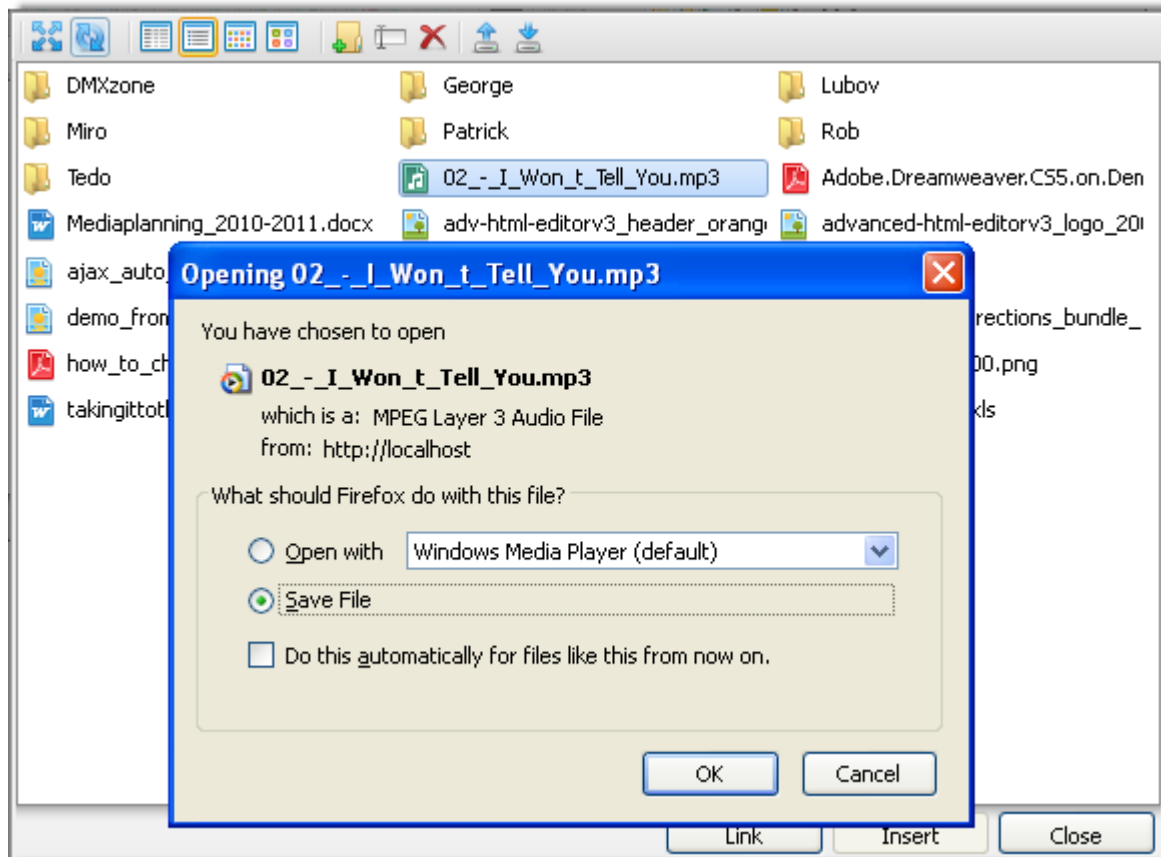 DMXzone George Lubov
Miro Patrick Rob
Tedo 02_-_I_Won_t_Tell_You.mp3 Adobe.Dreamweaver.CS5.on.Den
Mediaplanning_2010-2011.docx adv-html-editorv3_header_orang advanced-html-editorv3_logo_20
ajax_auto_
demo_fron rections_bundle_
how_to_ch 00.png
takingittotl xls
Opening 02_-_I_Won_t_Tell_You.mp3
You have chosen to open
02_-_I_Won_t_Tell_You.mp3
which is a: MPEG Layer 3 Audio File
from: http://localhost
What should Firefox do with this file?
Open with Windows Media Player (default)
Save File
Do this automatically for files like this from now on.
OK Cancel
Link Insert Close